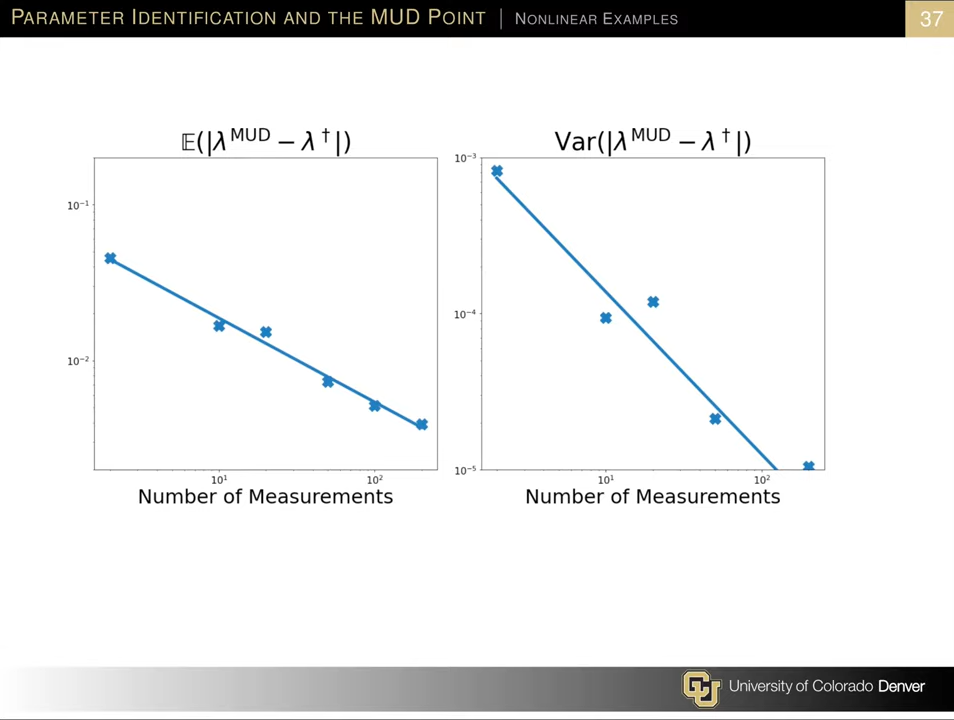 PARAMETER IDENTIFICATION AND THE MUD POINT | NONLINEAR EXAMPLES 37
𝔼(|λ^MUD − λ^†|)
Var(|λ^MUD − λ^†|)
10⁻¹
10⁻²
10¹ 10²
Number of Measurements
10⁻³
10⁻⁴
10⁻⁵
10¹ 10²
Number of Measurements
CU University of Colorado Denver